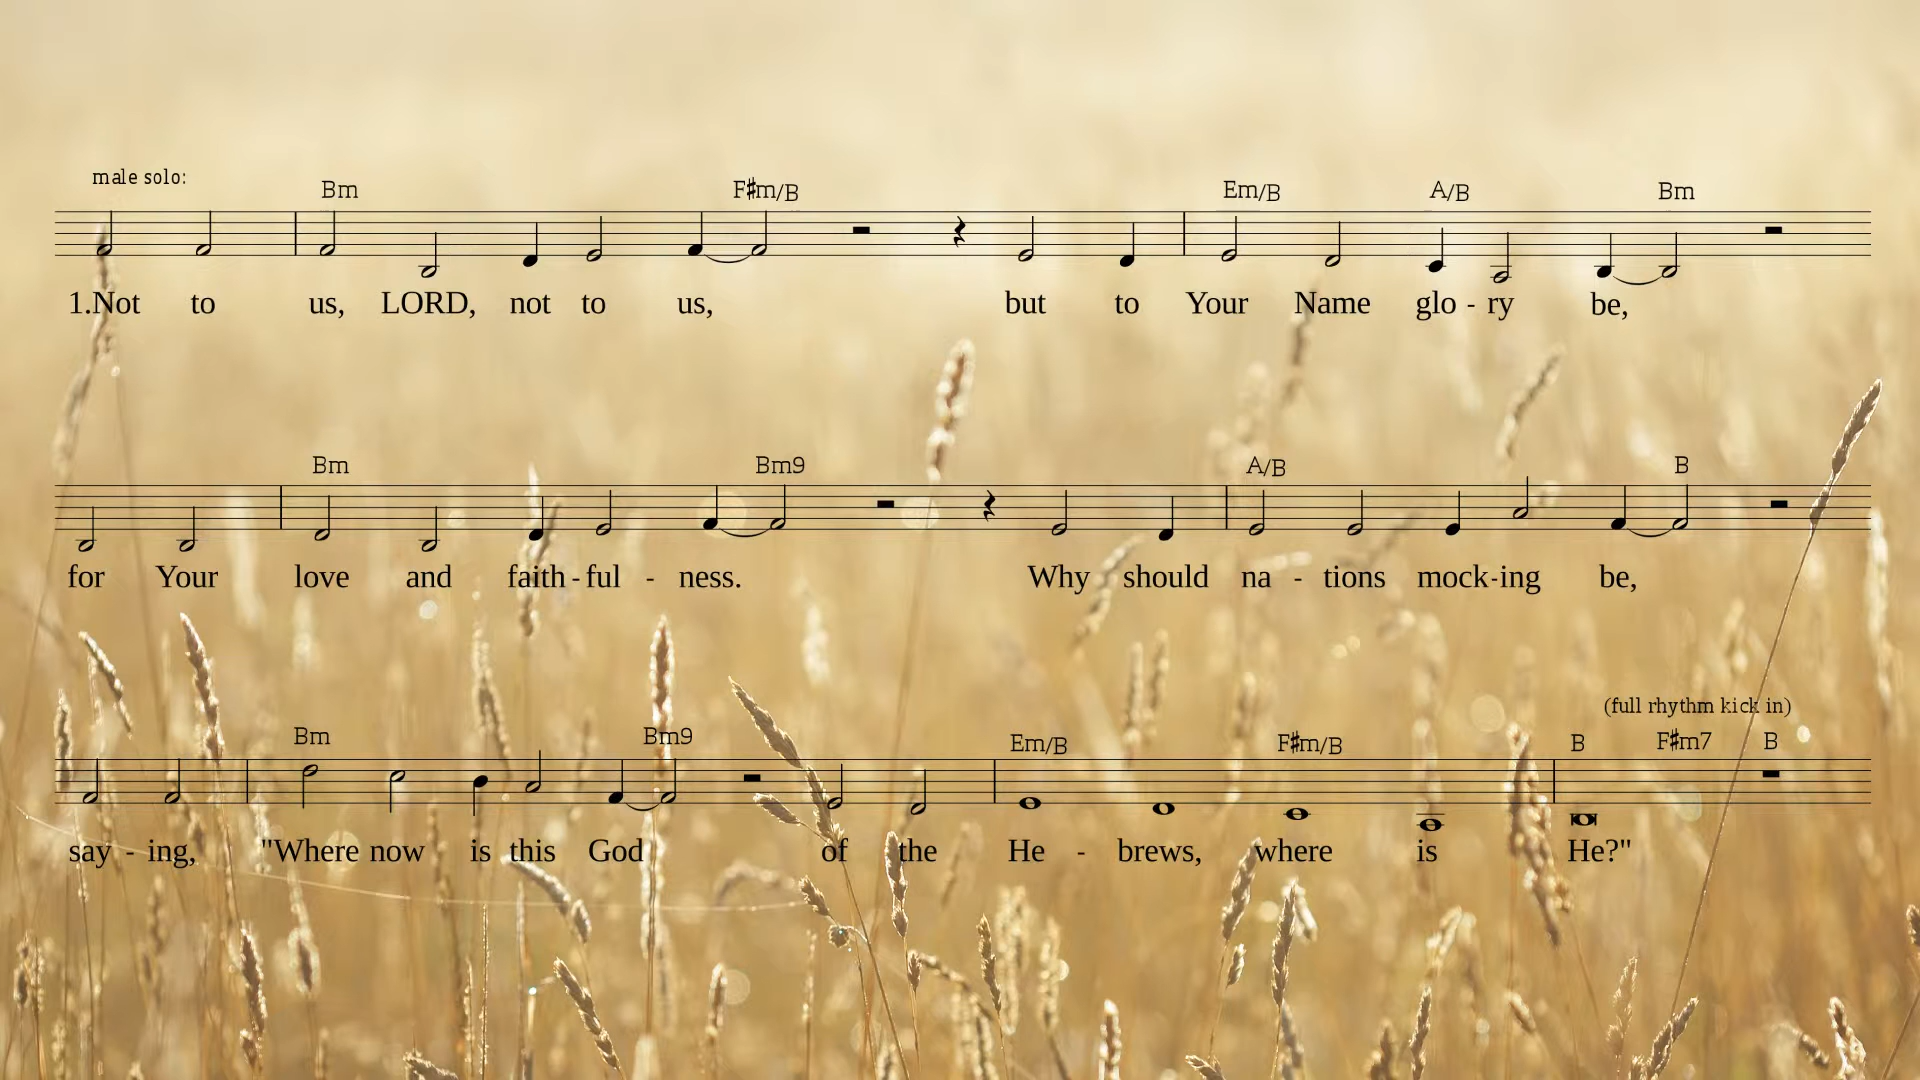 male solo:
Bm F♯m/B Em/B A/B Bm
1.Not to us, LORD, not to us, but to Your Name glo - ry be,
Bm Bm9 A/B B
for Your love and faith - ful - ness. Why should na - tions mock - ing be,
(full rhythm kick in)
Bm Bm9 Em/B F♯m/B B F♯m7 B
say - ing, "Where now is this God of the He - brews, where is He?"